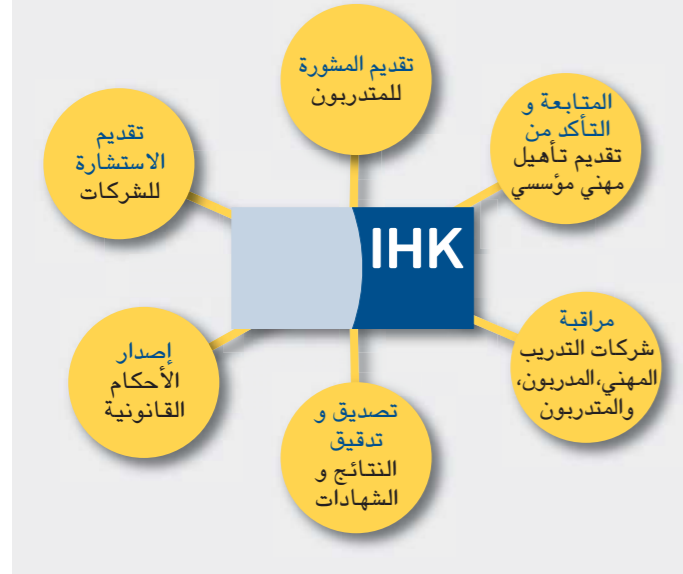 تقديم المشورة
للمتدربون
المتابعة و
التأكد من
تقديم تأهيل
مهني مؤسسي
تقديم
الاستشارة
للشركات
IHK
مراقبة
شركات التدريب
المهني،المدربون،
والمتدربون
إصدار
الأحكام
القانونية
تصديق و
تدقيق
النتائج و
الشهادات